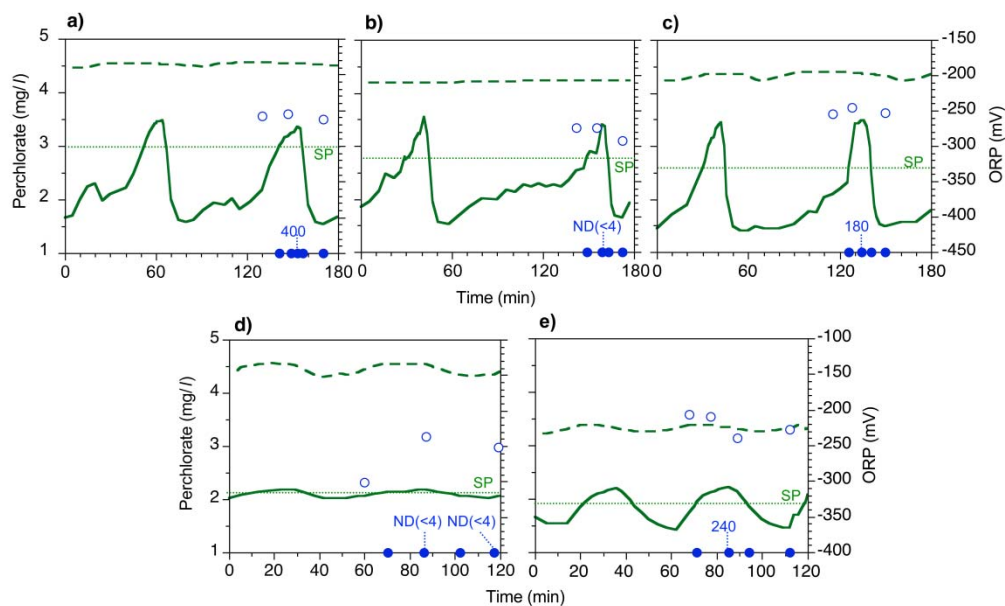 a)
b)
c)
5
4
3
2
1
Perchlorate (mg/l)
SP
SP
SP
400
ND(<4)
180
-150
-200
-250
-300
-350
-400
-450
ORP (mV)
0 60 120 180
0 60 120 180
0 60 120 180
Time (min)
d)
e)
5
4
3
2
1
Perchlorate (mg/l)
SP
SP
ND(<4) ND(<4)
240
-100
-150
-200
-250
-300
-350
-400
ORP (mV)
0 20 40 60 80 100 120
0 20 40 60 80 100 120
Time (min)
Time (min)